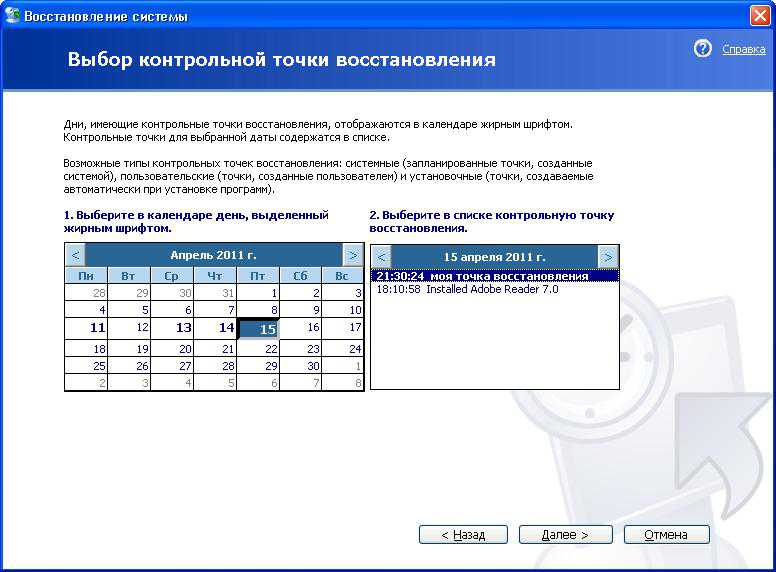 Восстановление системы
Выбор контрольной точки восстановления
Справка
Дни, имеющие контрольные точки восстановления, отображаются в календаре жирным шрифтом.
Контрольные точки для выбранной даты содержатся в списке.
Возможные типы контрольных точек восстановления: системные (запланированные точки, созданные
системой), пользовательские (точки, созданные пользователем) и установочные (точки, создаваемые
автоматически при установке программ).
1. Выберите в календаре день, выделенный
жирным шрифтом.
< Апрель 2011 г. >
Пн Вт Ср Чт Пт Сб Вс
28 29 30 31 1 2 3
4 5 6 7 8 9 10
11 12 13 14 15 16 17
18 19 20 21 22 23 24
25 26 27 28 29 30 1
2 3 4 5 6 7 8
2. Выберите в списке контрольную точку
восстановления.
< 15 апреля 2011 г. >
21:30:24 моя точка восстановления
18:10:58 Installed Adobe Reader 7.0
< Назад Далее > Отмена